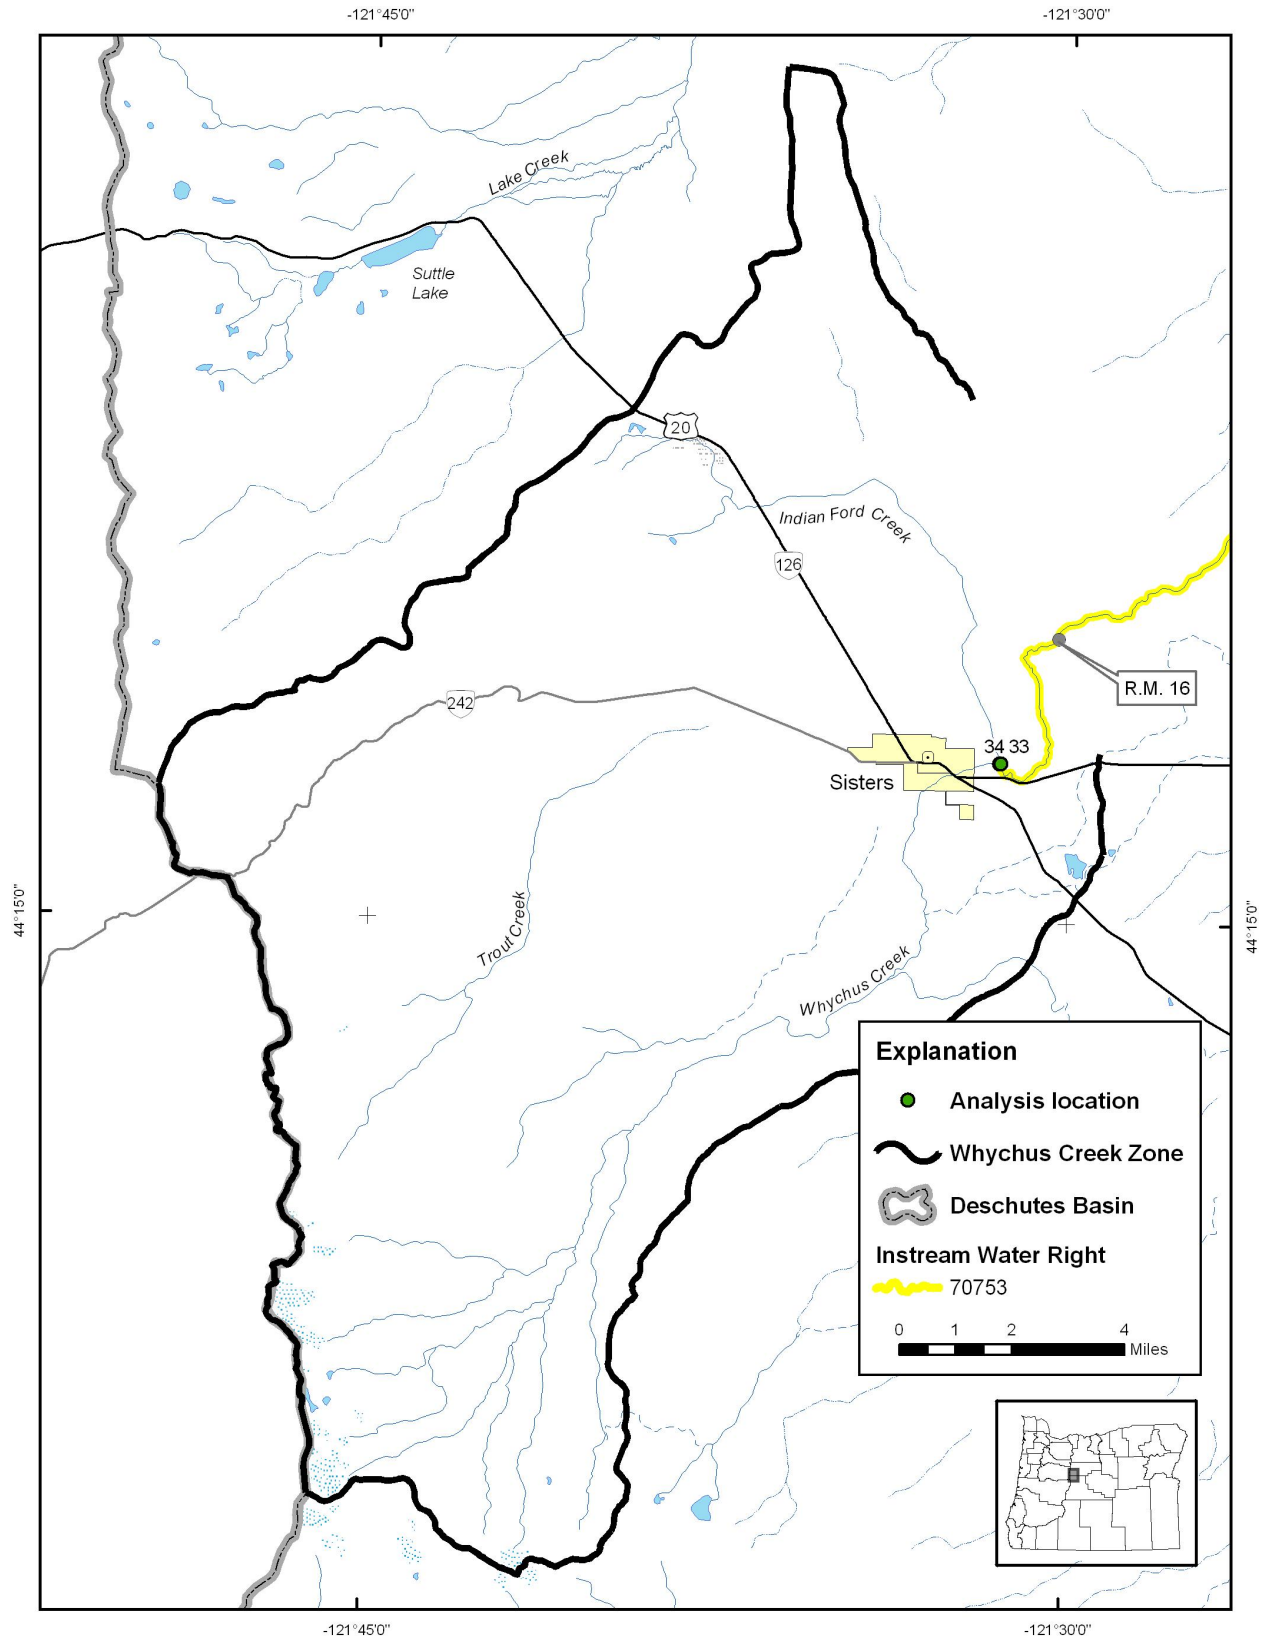 -121°45'0"
-121°30'0"
Lake Creek
Suttle
Lake
20
Indian Ford Creek
126
R.M. 16
242
34 33
Sisters
44°15'0"
44°15'0"
Trout Creek
Whychus Creek
Explanation
Analysis location
Whychus Creek Zone
Deschutes Basin
Instream Water Right
70753
0 1 2 4
Miles
-121°45'0"
-121°30'0"